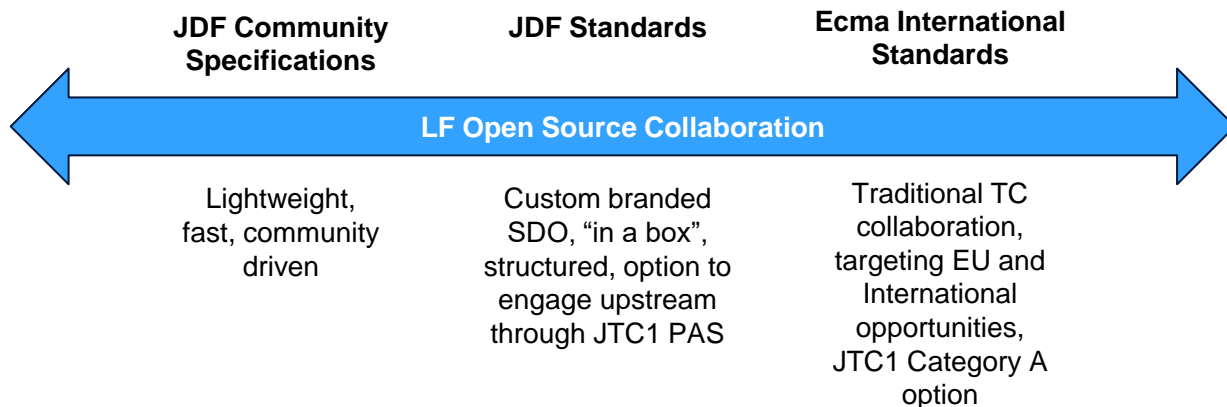 JDF Community
Specifications
JDF Standards
Ecma International
Standards
LF Open Source Collaboration
Lightweight,
fast, community
driven
Custom branded
SDO, “in a box”,
structured, option to
engage upstream
through JTC1 PAS
Traditional TC
collaboration,
targeting EU and
International
opportunities,
JTC1 Category A
option